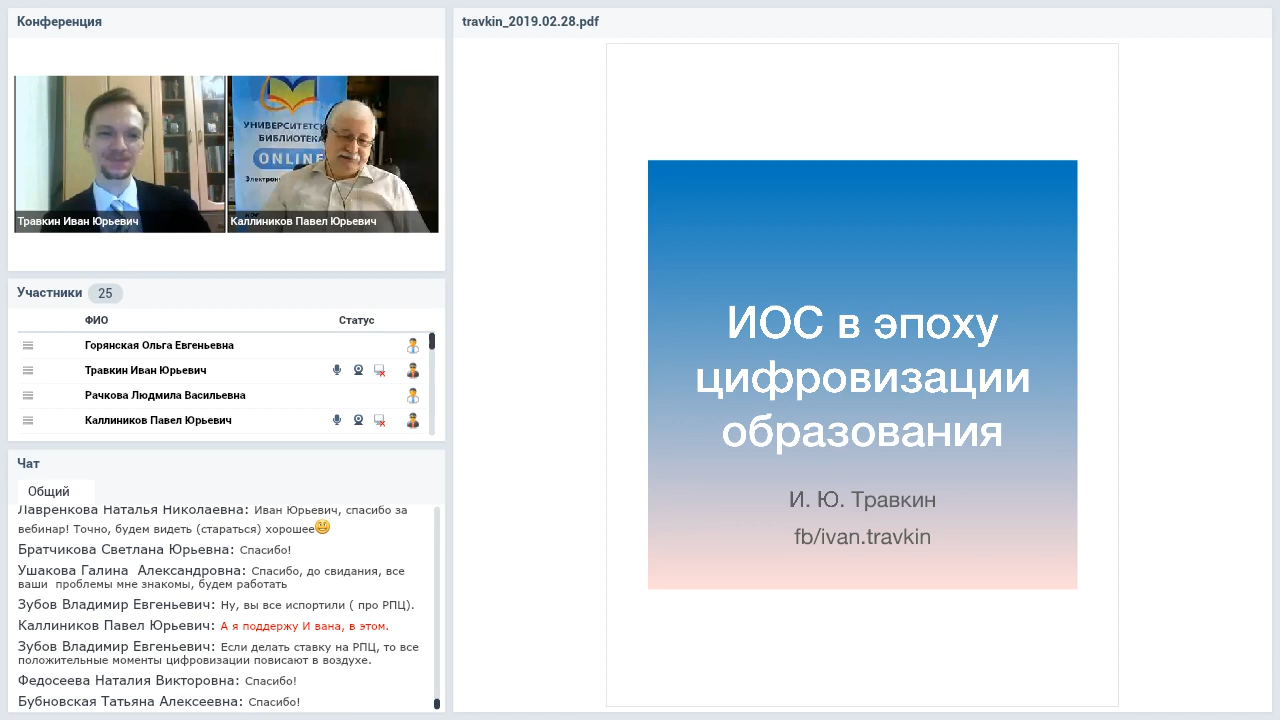 Конференция
УНИВЕРСИТЕТС
БИБЛИОТЕКА
ONLINE
Электрон
Травкин Иван Юрьевич
Каллиников Павел Юрьевич
Участники 25
ФИО Статус
Горянская Ольга Евгеньевна
Травкин Иван Юрьевич
Рачкова Людмила Васильевна
Каллиников Павел Юрьевич
Чат
Общий
Лавренкова Наталья Николаевна: Иван Юрьевич, спасибо за
вебинар! Точно, будем видеть (стараться) хорошее
Братчикова Светлана Юрьевна: Спасибо!
Ушакова Галина Александровна: Спасибо, до свидания, все
ваши проблемы мне знакомы, будем работать
Зубов Владимир Евгеньевич: Ну, вы все испортили ( про РПЦ).
Каллиников Павел Юрьевич: А я поддержу И вана, в этом.
Зубов Владимир Евгеньевич: Если делать ставку на РПЦ, то все
положительные моменты цифровизации повисают в воздухе.
Федосеева Наталия Викторовна: Спасибо!
Бубновская Татьяна Алексеевна: Спасибо!
travkin_2019.02.28.pdf
ИОС в эпоху
цифровизации
образования
И. Ю. Травкин
fb/ivan.travkin